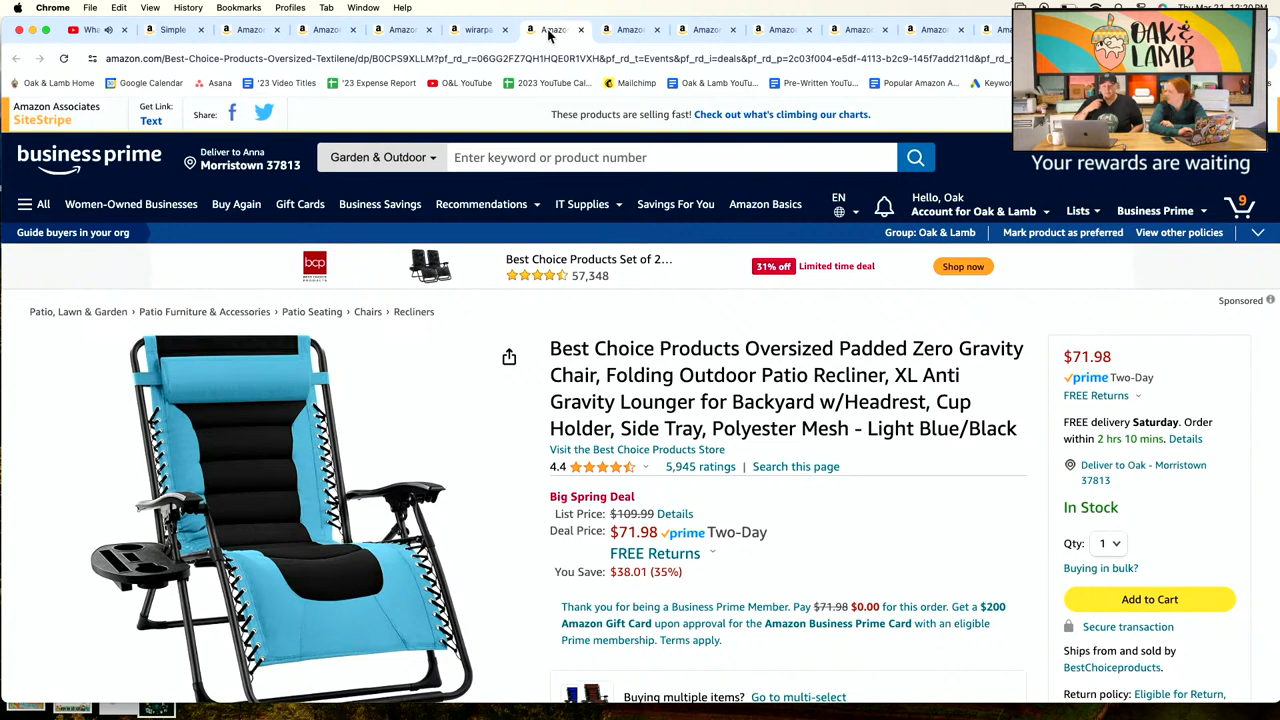 Chrome File Edit View History Bookmarks Profiles Tab Window Help
Simple Amazon Amazon Amazon wirarpa Amazon Amazon Amazon Amazon Amazon
amazon.com/Best-Choice-Products-Oversized-Textilene/dp/B0CPS9XLLM?pf_rd_r=06GG2FZ7QH1HQE0R1VXH&pf_rd_t=Events&pf_rd_i=deals&pf_rd_p=2c03f004-e5df-4113-b2c9-145f7add211d&pf_rd_s
Oak & Lamb Home Google Calendar Asana '23 Video Titles '23 Expense Report O&L YouTube 2023 YouTube Cal... Mailchimp Oak & Lamb YouTu... Pre-Written YouTu... Popular Amazon A...
OAK &
LAMB
Amazon Associates
SiteStripe
Get Link:
Text
Share:
These products are selling fast! Check out what's climbing our charts.
business prime
Deliver to Anna
Morristown 37813
Garden & Outdoor
Enter keyword or product number
Your rewards are waiting
All Women-Owned Businesses Buy Again Gift Cards Business Savings Recommendations IT Supplies Savings For You Amazon Basics
EN
Hello, Oak
Account for Oak & Lamb
Lists
Business Prime
9
Guide buyers in your org
Group: Oak & Lamb Mark product as preferred View other policies
bcp
Best Choice Products Set of 2...
57,348
31% off Limited time deal
Shop now
Sponsored
Patio, Lawn & Garden › Patio Furniture & Accessories › Patio Seating › Chairs › Recliners
Best Choice Products Oversized Padded Zero Gravity
Chair, Folding Outdoor Patio Recliner, XL Anti
Gravity Lounger for Backyard w/Headrest, Cup
Holder, Side Tray, Polyester Mesh - Light Blue/Black
Visit the Best Choice Products Store
4.4 5,945 ratings | Search this page
Big Spring Deal
List Price: $109.99 Details
Deal Price: $71.98 prime Two-Day
FREE Returns
You Save: $38.01 (35%)
Thank you for being a Business Prime Member. Pay $71.98 $0.00 for this order. Get a $200
Amazon Gift Card upon approval for the Amazon Business Prime Card with an eligible
Prime membership. Terms apply.
Buying multiple items? Go to multi-select
$71.98
prime Two-Day
FREE Returns
FREE delivery Saturday. Order
within 2 hrs 10 mins. Details
Deliver to Oak - Morristown
37813
In Stock
Qty: 1
Buying in bulk?
Add to Cart
Secure transaction
Ships from and sold by
BestChoiceproducts.
Return policy: Eligible for Return,